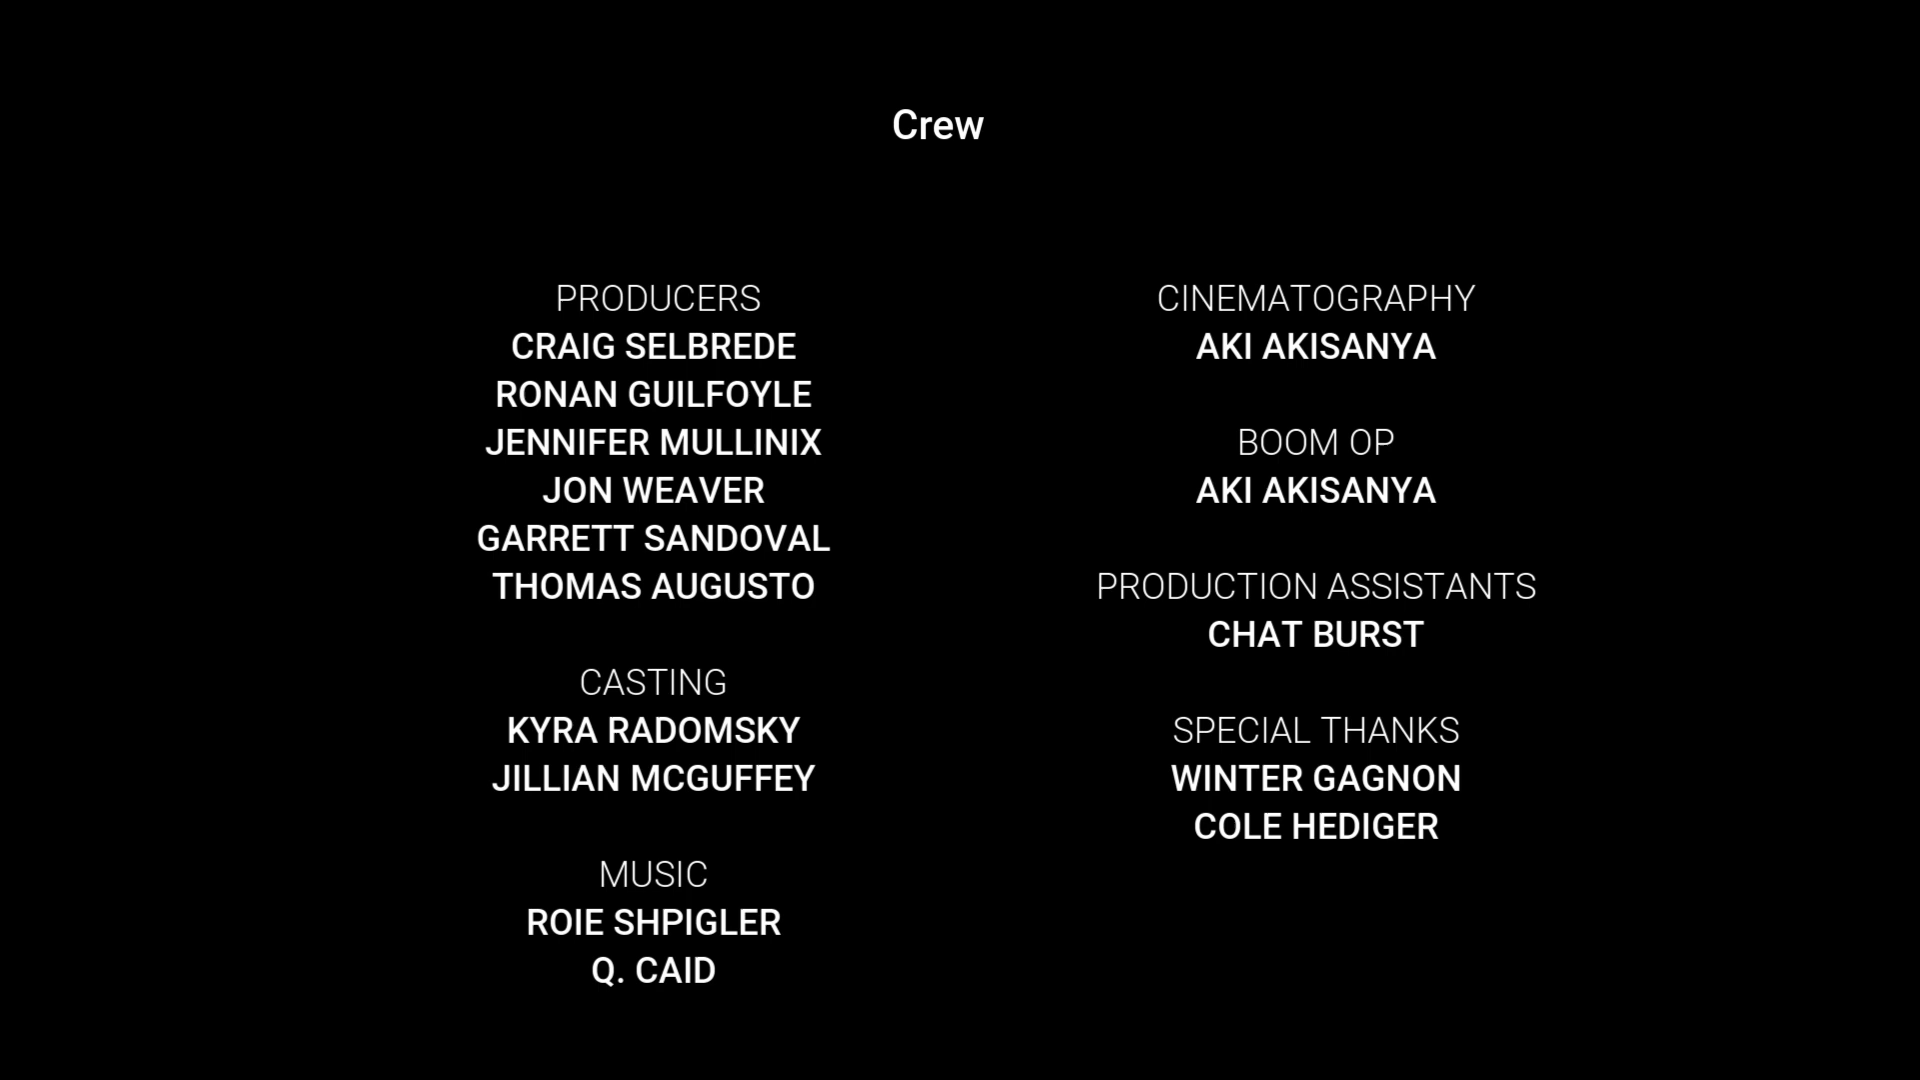 Crew
PRODUCERS
CRAIG SELBREDE
RONAN GUILFOYLE
JENNIFER MULLINIX
JON WEAVER
GARRETT SANDOVAL
THOMAS AUGUSTO
CASTING
KYRA RADOMSKY
JILLIAN MCGUFFEY
MUSIC
ROIE SHPIGLER
Q. CAID
CINEMATOGRAPHY
AKI AKISANYA
BOOM OP
AKI AKISANYA
PRODUCTION ASSISTANTS
CHAT BURST
SPECIAL THANKS
WINTER GAGNON
COLE HEDIGER